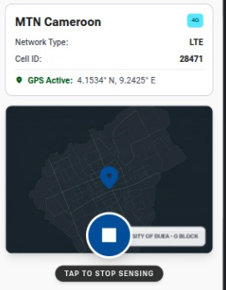 MTN Cameroon
4G
Network Type: LTE
Cell ID: 28471
GPS Active: 4.1534° N, 9.2425° E
SITY OF BUEA - G BLOCK
TAP TO STOP SENSING